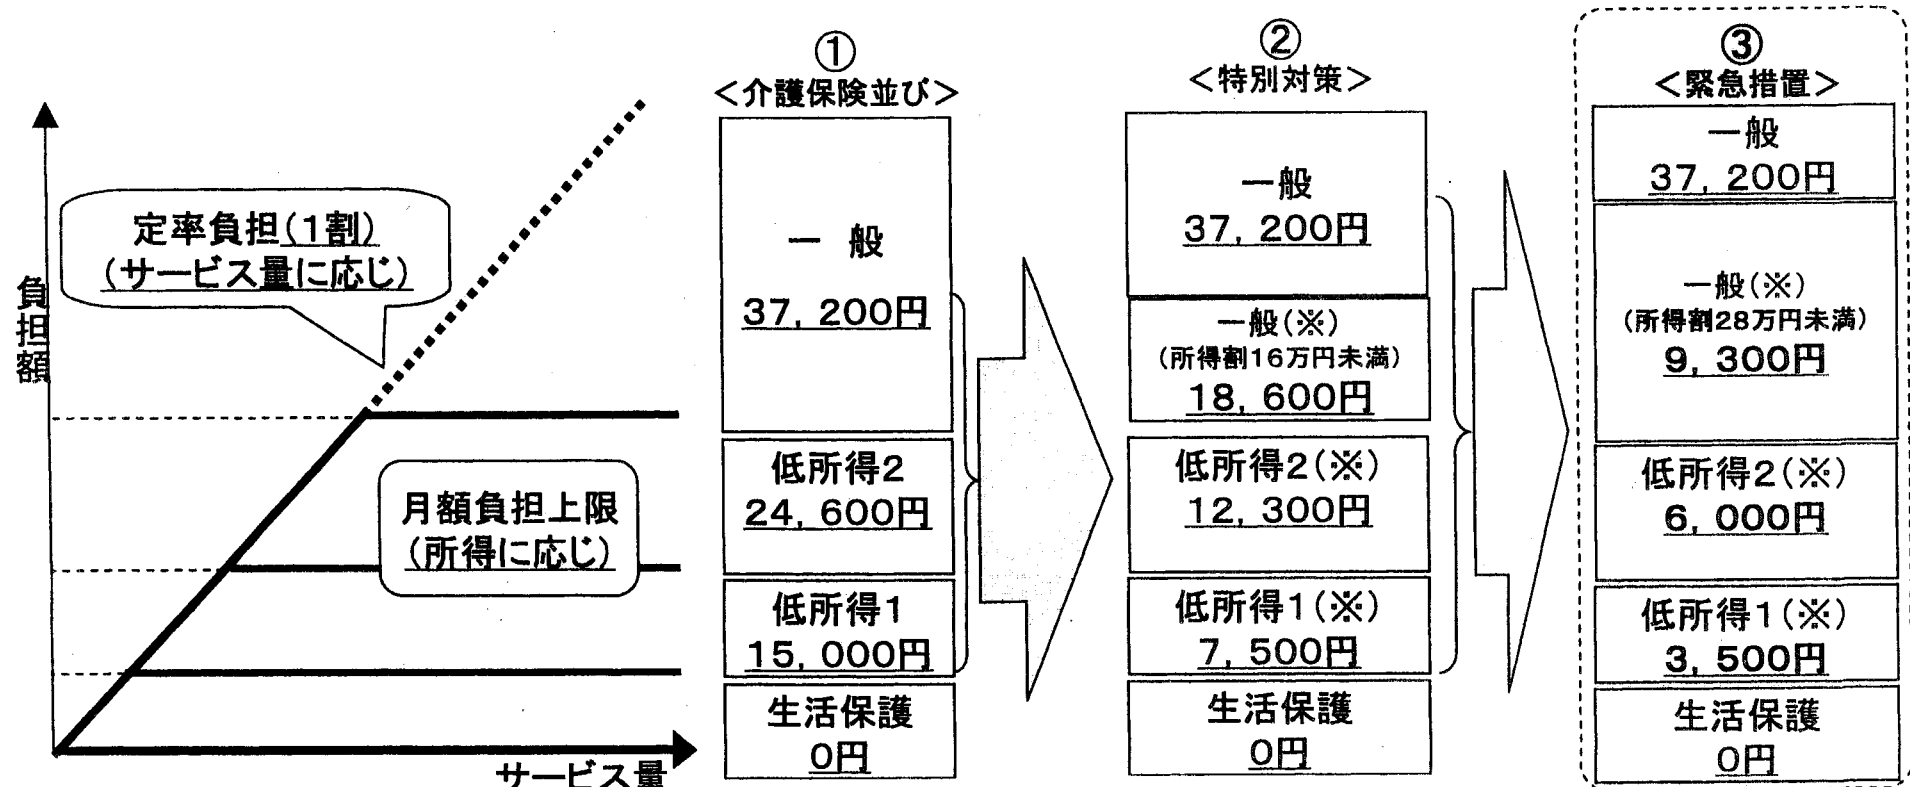 負担額
定率負担(1割)
(サービス量に応じ)
月額負担上限
(所得に応じ)
サービス量
①
＜介護保険並び＞
一 般
37,200円
低所得2
24,600円
低所得1
15,000円
生活保護
0円
②
＜特別対策＞
一般
37,200円
一般(※)
(所得割16万円未満)
18,600円
低所得2(※)
12,300円
低所得1(※)
7,500円
生活保護
0円
③
＜緊急措置＞
一般
37,200円
一般(※)
(所得割28万円未満)
9,300円
低所得2(※)
6,000円
低所得1(※)
3,500円
生活保護
0円